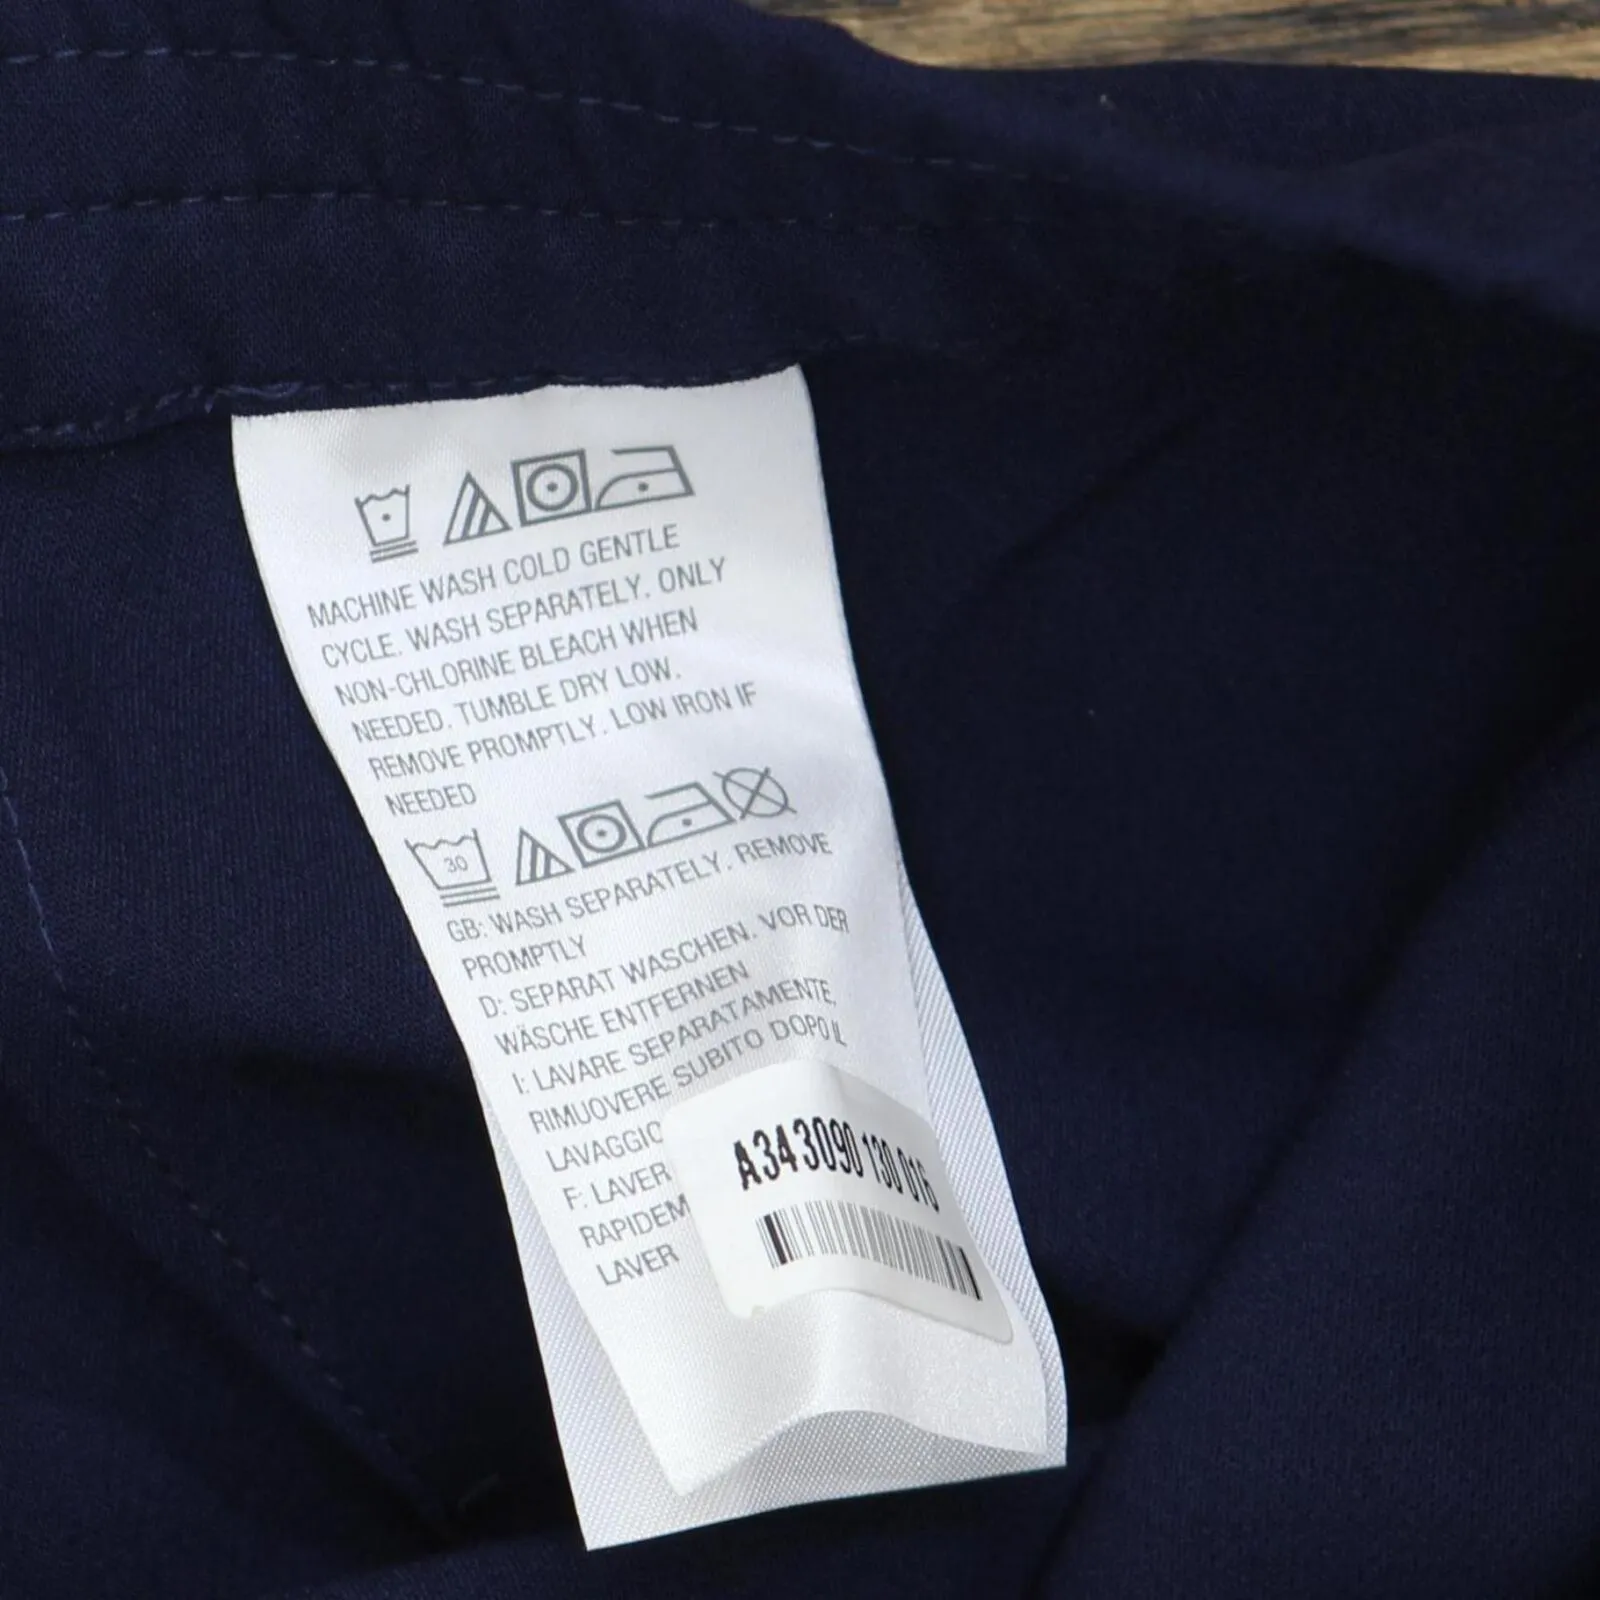 MACHINE WASH COLD GENTLE
CYCLE. WASH SEPARATELY. ONLY
NON-CHLORINE BLEACH WHEN
NEEDED. TUMBLE DRY LOW.
REMOVE PROMPTLY. LOW IRON IF
NEEDED
30
GB: WASH SEPARATELY. REMOVE
PROMPTLY
D: SEPARAT WASCHEN. VOR DER
WÄSCHE ENTFERNEN
I: LAVARE SEPARATAMENTE,
RIMUOVERE SUBITO DOPO IL
LAVAGGIO
F: LAVER
RAPIDEM
LAVER
A343090 130 016